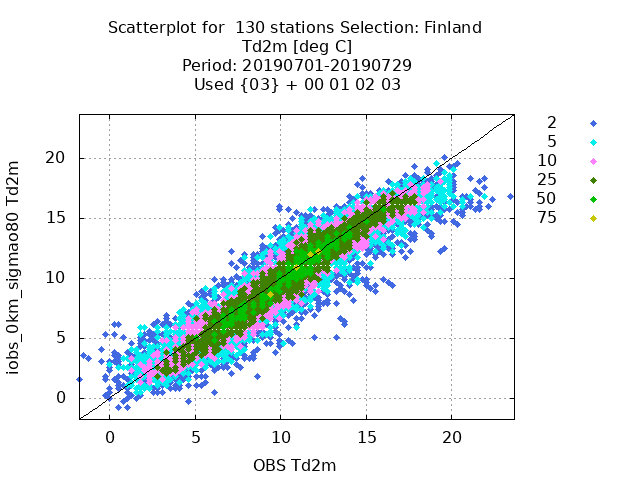 Scatterplot for  130 stations Selection: Finland
Td2m [deg C]
Period: 20190701-20190729
Used {03} + 00 01 02 03
2
5
10
25
50
75
iobs_0km_sigmao80 Td2m
20
15
10
5
0
0 5 10 15 20
OBS Td2m